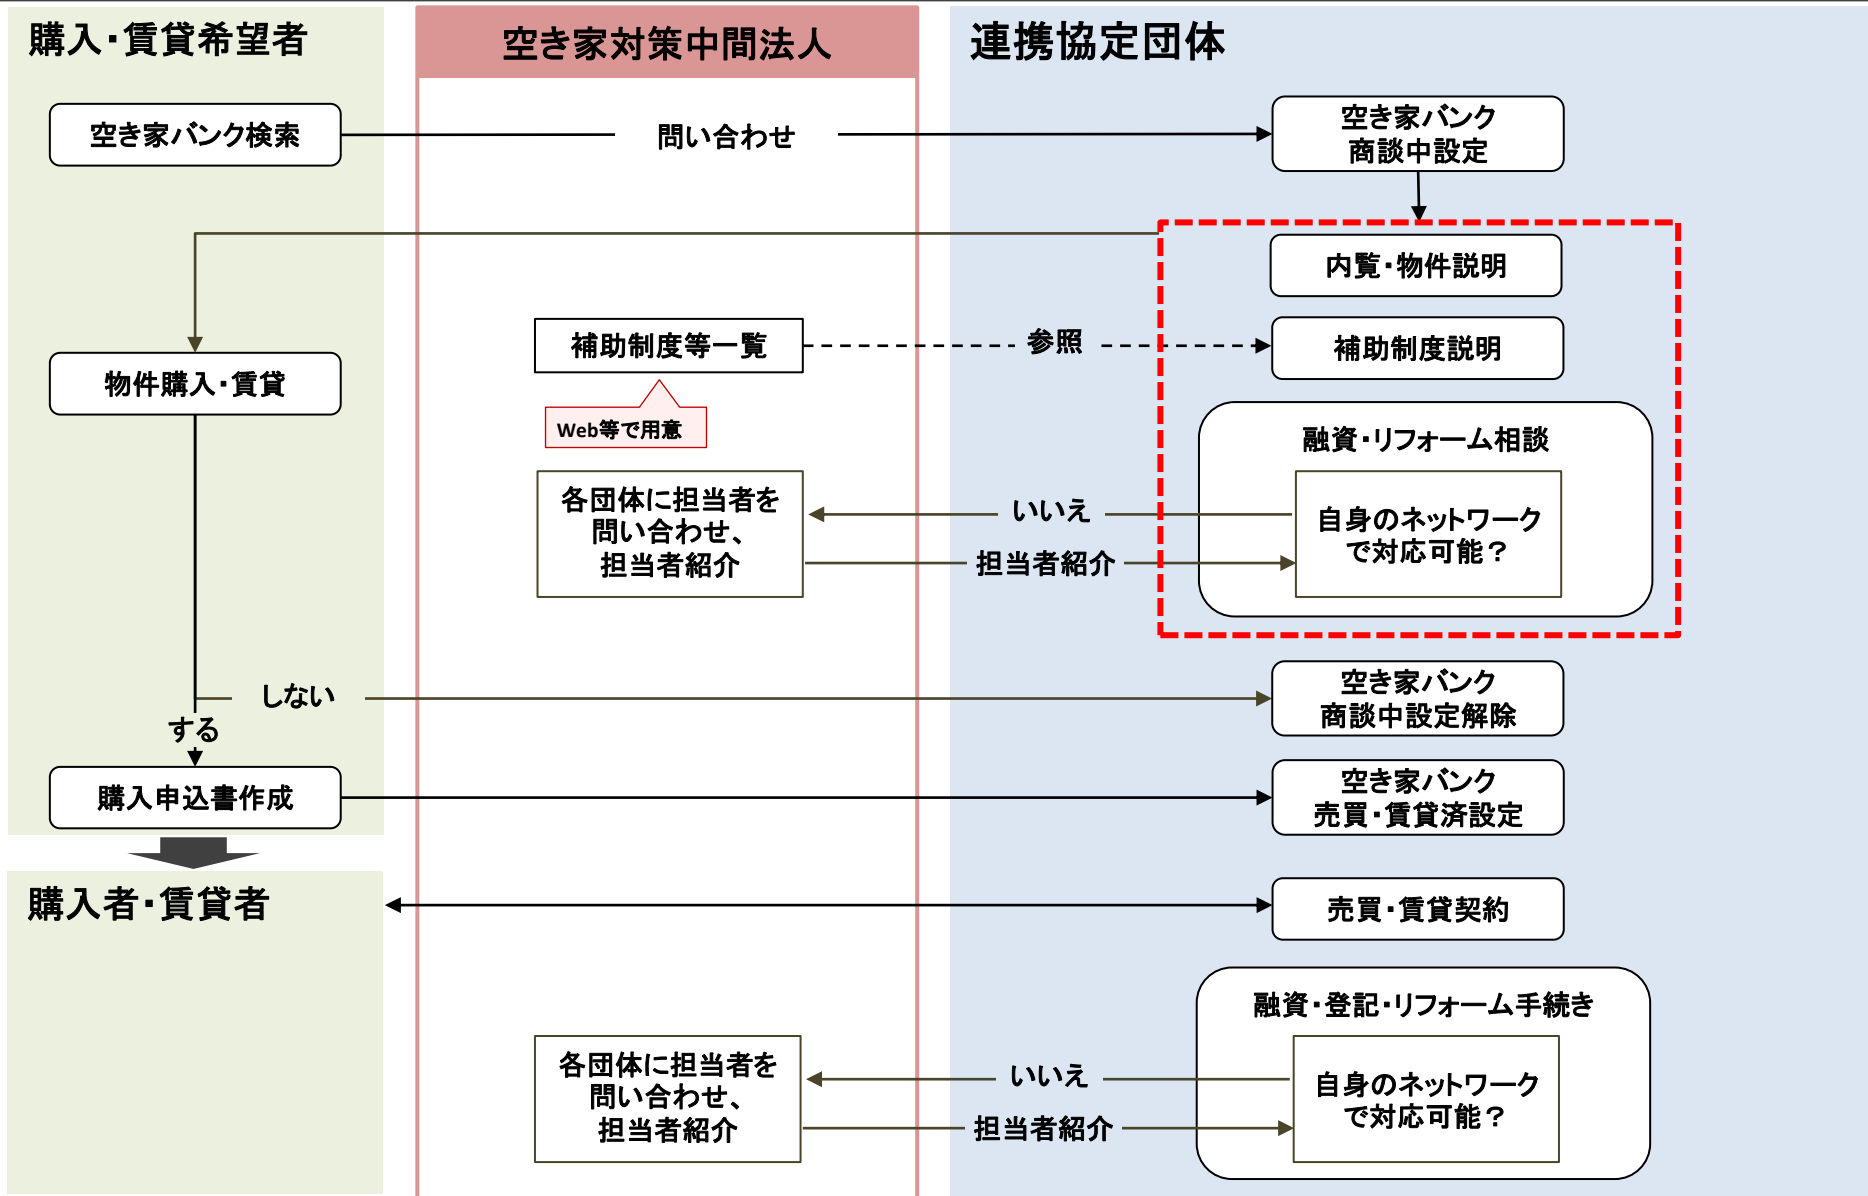 購入・賃貸希望者
空き家対策中間法人
連携協定団体
空き家バンク検索
問い合わせ
空き家バンク
商談中設定
内覧・物件説明
補助制度等一覧
参照
補助制度説明
物件購入・賃貸
Web等で用意
融資・リフォーム相談
各団体に担当者を
問い合わせ、
担当者紹介
いいえ
担当者紹介
自身のネットワーク
で対応可能？
しない
する
空き家バンク
商談中設定解除
購入申込書作成
空き家バンク
売買・賃貸済設定
購入者・賃貸者
売買・賃貸契約
融資・登記・リフォーム手続き
各団体に担当者を
問い合わせ、
担当者紹介
いいえ
担当者紹介
自身のネットワーク
で対応可能？